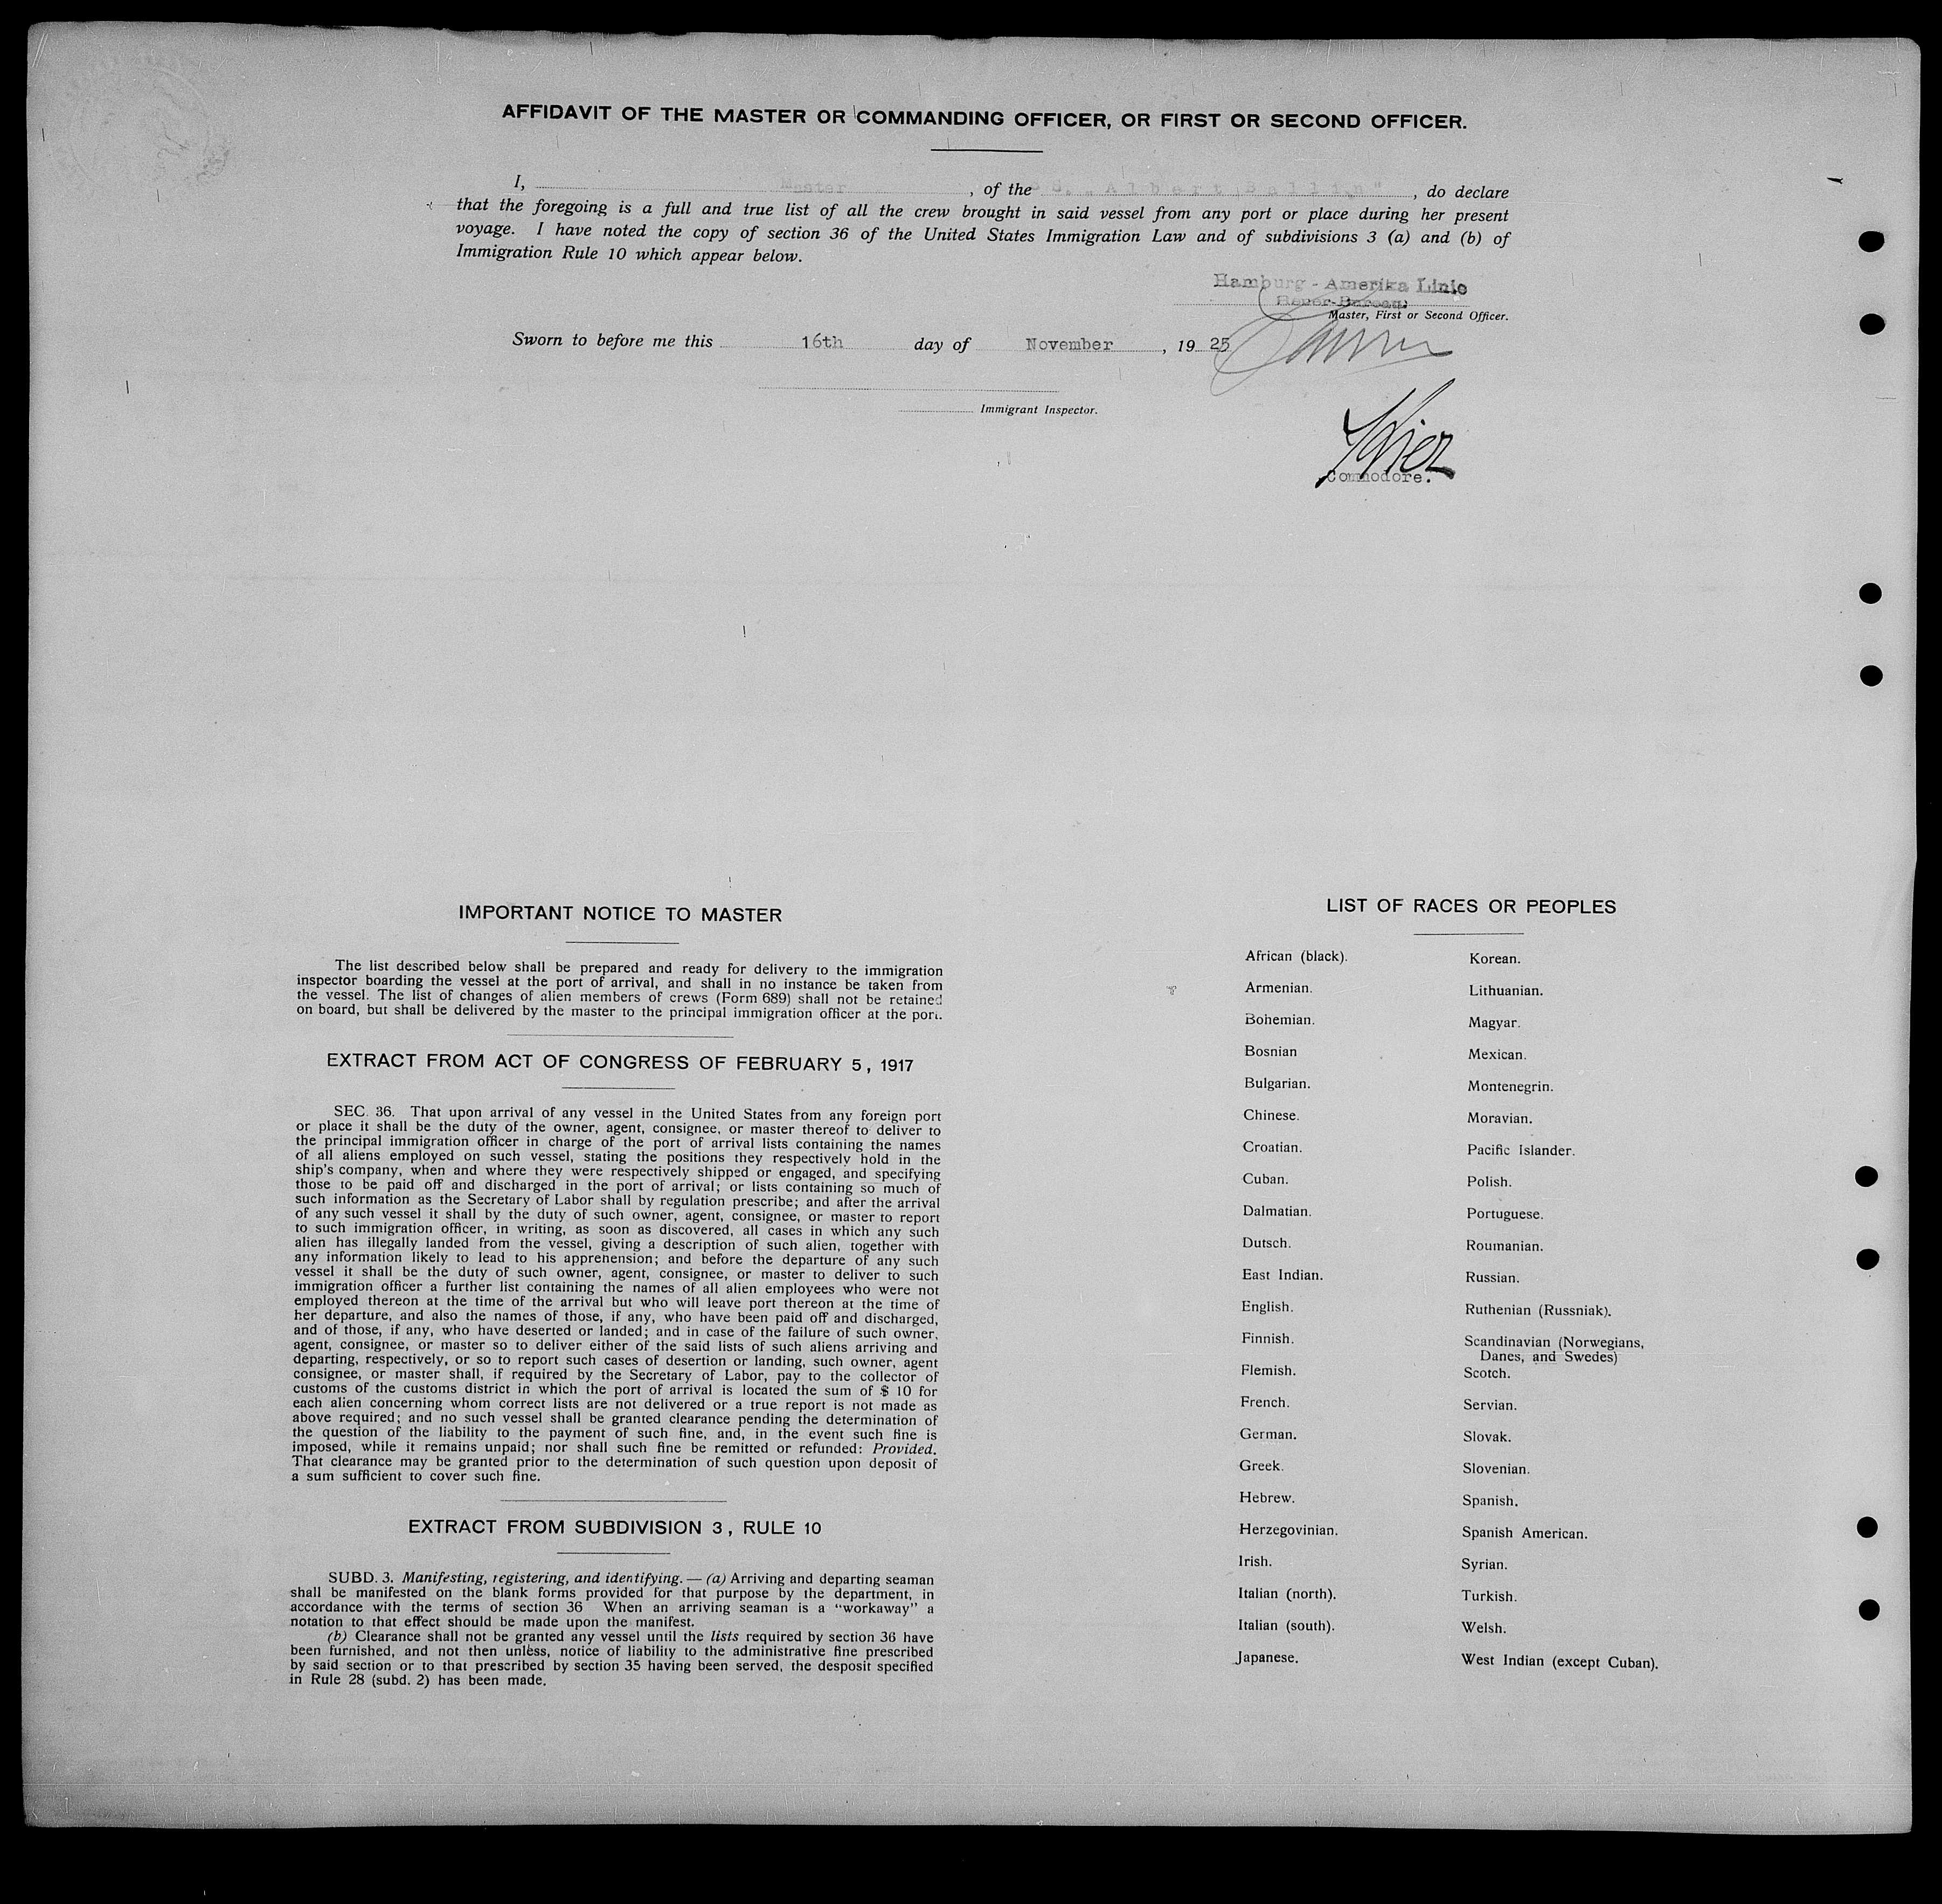 AFFIDAVIT OF THE MASTER OR COMMANDING OFFICER, OR FIRST OR SECOND OFFICER.
I, Master , of the S. "Albert Ballin" , do declare
that the foregoing is a full and true list of all the crew brought in said vessel from any port or place during her present
voyage. I have noted the copy of section 36 of the United States Immigration Law and of subdivisions 3 (a) and (b) of
Immigration Rule 10 which appear below.
Hamburg - Amerika Linie
Heuer-Bureau
Master, First or Second Officer.
Sworn to before me this 16th day of November , 19 25
Immigrant Inspector.
Commodore.
IMPORTANT NOTICE TO MASTER
The list described below shall be prepared and ready for delivery to the immigration
inspector boarding the vessel at the port of arrival, and shall in no instance be taken from
the vessel. The list of changes of alien members of crews (Form 689) shall not be retained
on board, but shall be delivered by the master to the principal immigration officer at the port.
EXTRACT FROM ACT OF CONGRESS OF FEBRUARY 5, 1917
SEC. 36. That upon arrival of any vessel in the United States from any foreign port
or place it shall be the duty of the owner, agent, consignee, or master thereof to deliver to
the principal immigration officer in charge of the port of arrival lists containing the names
of all aliens employed on such vessel, stating the positions they respectively hold in the
ship's company, when and where they were respectively shipped or engaged, and specifying
those to be paid off and discharged in the port of arrival; or lists containing so much of
such information as the Secretary of Labor shall by regulation prescribe; and after the arrival
of any such vessel it shall by the duty of such owner, agent, consignee, or master to report
to such immigration officer, in writing, as soon as discovered, all cases in which any such
alien has illegally landed from the vessel, giving a description of such alien, together with
any information likely to lead to his apprenension; and before the departure of any such
vessel it shall be the duty of such owner, agent, consignee, or master to deliver to such
immigration officer a further list containing the names of all alien employees who were not
employed thereon at the time of the arrival but who will leave port thereon at the time of
her departure, and also the names of those, if any, who have been paid off and discharged,
and of those, if any, who have deserted or landed; and in case of the failure of such owner,
agent, consignee, or master so to deliver either of the said lists of such aliens arriving and
departing, respectively, or so to report such cases of desertion or landing, such owner, agent
consignee, or master shall, if required by the Secretary of Labor, pay to the collector of
customs of the customs district in which the port of arrival is located the sum of $ 10 for
each alien concerning whom correct lists are not delivered or a true report is not made as
above required; and no such vessel shall be granted clearance pending the determination of
the question of the liability to the payment of such fine, and, in the event such fine is
imposed, while it remains unpaid; nor shall such fine be remitted or refunded: Provided.
That clearance may be granted prior to the determination of such question upon deposit of
a sum sufficient to cover such fine.
EXTRACT FROM SUBDIVISION 3, RULE 10
SUBD. 3. Manifesting, registering, and identifying. — (a) Arriving and departing seaman
shall be manifested on the blank forms provided for that purpose by the department, in
accordance with the terms of section 36 When an arriving seaman is a "workaway" a
notation to that effect should be made upon the manifest.
(b) Clearance shall not be granted any vessel until the lists required by section 36 have
been furnished, and not then unless, notice of liability to the administrative fine prescribed
by said section or to that prescribed by section 35 having been served, the desposit specified
in Rule 28 (subd. 2) has been made.
LIST OF RACES OR PEOPLES
African (black).
Armenian.
Bohemian.
Bosnian
Bulgarian.
Chinese.
Croatian.
Cuban.
Dalmatian.
Dutsch.
East Indian.
English.
Finnish.
Flemish.
French.
German.
Greek.
Hebrew.
Herzegovinian.
Irish.
Italian (north).
Italian (south).
Japanese.
Korean.
Lithuanian.
Magyar.
Mexican.
Montenegrin.
Moravian.
Pacific Islander.
Polish.
Portuguese.
Roumanian.
Russian.
Ruthenian (Russniak).
Scandinavian (Norwegians,
Danes, and Swedes)
Scotch.
Servian.
Slovak.
Slovenian.
Spanish.
Spanish American.
Syrian.
Turkish.
Welsh.
West Indian (except Cuban).